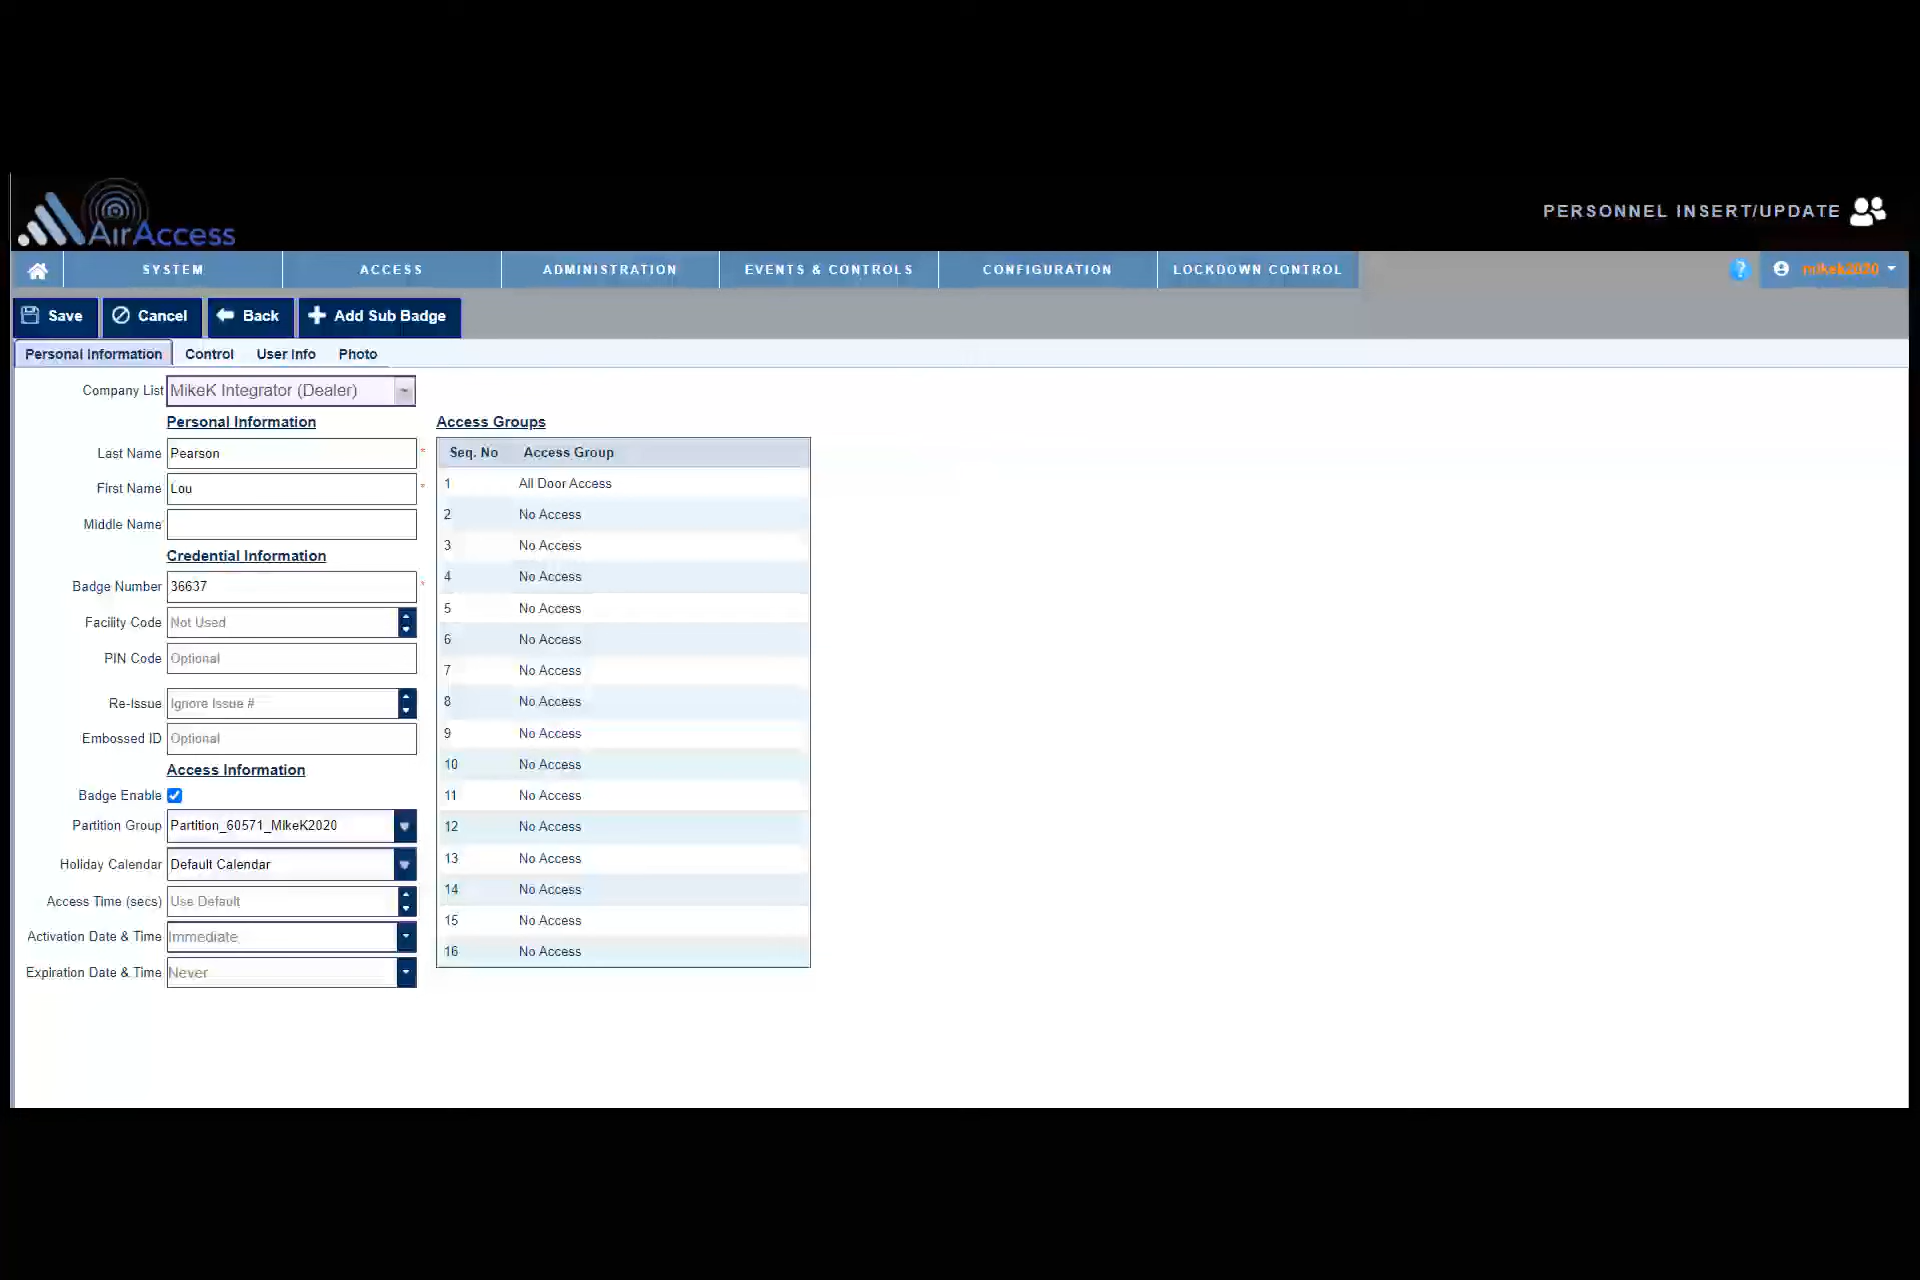 AirAccess
PERSONNEL INSERT/UPDATE
SYSTEM ACCESS ADMINISTRATION EVENTS & CONTROLS CONFIGURATION LOCKDOWN CONTROL ? mikek2020
Save Cancel Back Add Sub Badge
Personal Information Control User Info Photo
Company List MikeK Integrator (Dealer)
Personal Information
Last Name Pearson *
First Name Lou *
Middle Name
Credential Information
Badge Number 36637 *
Facility Code Not Used
PIN Code Optional
Re-Issue Ignore Issue #
Embossed ID Optional
Access Information
Badge Enable
Partition Group Partition_60571_MikeK2020
Holiday Calendar Default Calendar
Access Time (secs) Use Default
Activation Date & Time Immediate
Expiration Date & Time Never
Access Groups
Seq. No Access Group
1 All Door Access
2 No Access
3 No Access
4 No Access
5 No Access
6 No Access
7 No Access
8 No Access
9 No Access
10 No Access
11 No Access
12 No Access
13 No Access
14 No Access
15 No Access
16 No Access